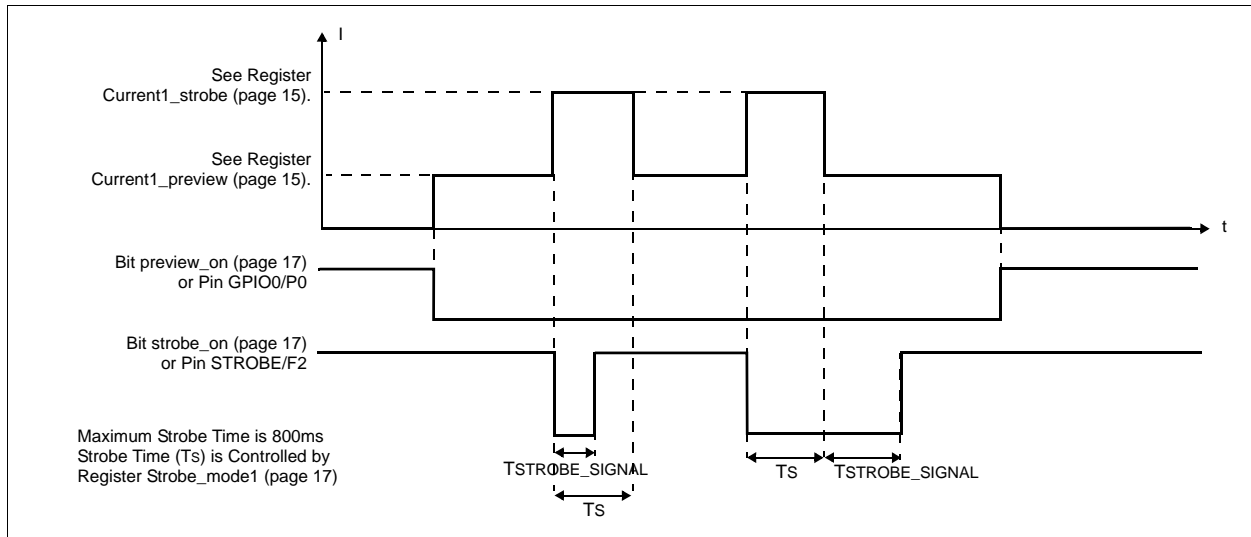 I
See Register
Current1_strobe (page 15).
See Register
Current1_preview (page 15).
t
Bit preview_on (page 17)
or Pin GPIO0/P0
Bit strobe_on (page 17)
or Pin STROBE/F2
Maximum Strobe Time is 800ms
Strobe Time (TS) is Controlled by
Register Strobe_mode1 (page 17)
TSTROBE_SIGNAL
TS
TS
TSTROBE_SIGNAL